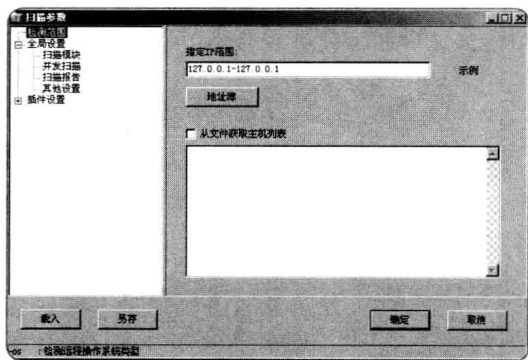 扫描参数
检测范围
全局设置
扫描模块
并发扫描
扫描报告
其他设置
插件设置
指定IP范围:
127.0.0.1-127.0.0.1
示例
地址簿
从文件获取主机列表
载入
另存
确定
取消
os : 检测远程操作系统类型